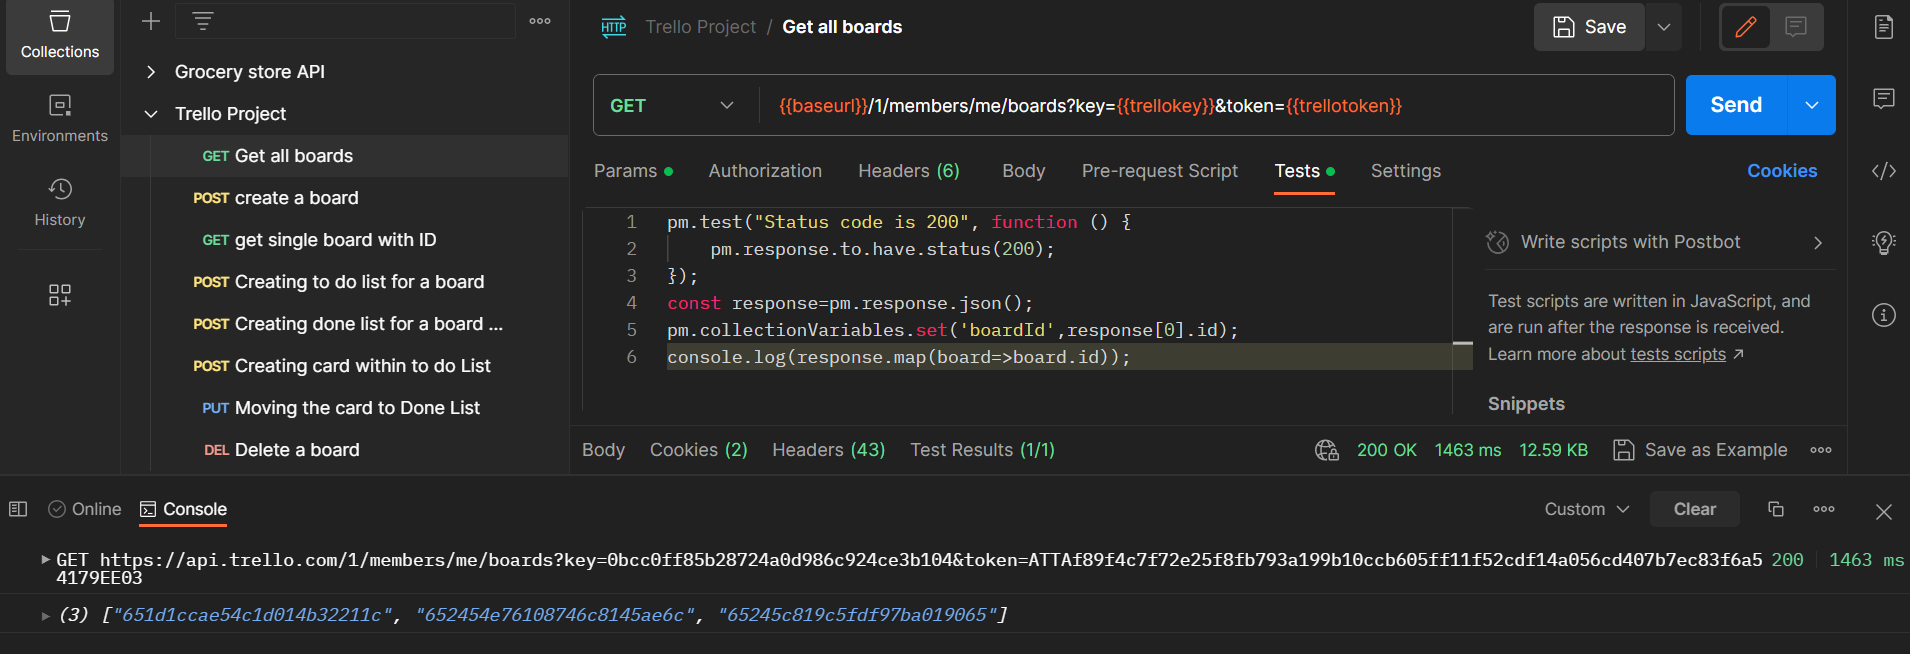 Collections
Environments
History
Grocery store API
Trello Project
GET Get all boards
POST create a board
GET get single board with ID
POST Creating to do list for a board
POST Creating done list for a board ...
POST Creating card within to do List
PUT Moving the card to Done List
DEL Delete a board
HTTP Trello Project / Get all boards
Save
GET {{baseurl}}/1/members/me/boards?key={{trellokey}}&token={{trellotoken}}
Send
Params Authorization Headers (6) Body Pre-request Script Tests Settings Cookies
1 pm.test("Status code is 200", function () {
2     pm.response.to.have.status(200);
3 });
4 const response=pm.response.json();
5 pm.collectionVariables.set('boardId',response[0].id);
6 console.log(response.map(board=>board.id));
Write scripts with Postbot
Test scripts are written in JavaScript, and
are run after the response is received.
Learn more about tests scripts ↗
Snippets
Body Cookies (2) Headers (43) Test Results (1/1) 200 OK 1463 ms 12.59 KB Save as Example
Online Console Custom Clear
GET https://api.trello.com/1/members/me/boards?key=0bcc0ff85b28724a0d986c924ce3b104&token=ATTAf89f4c7f72e25f8fb793a199b10ccb605ff11f52cdf14a056cd407b7ec83f6a5 200 1463 ms
4179EE03
(3) ["651d1ccae54c1d014b32211c", "652454e76108746c8145ae6c", "65245c819c5fdf97ba019065"]